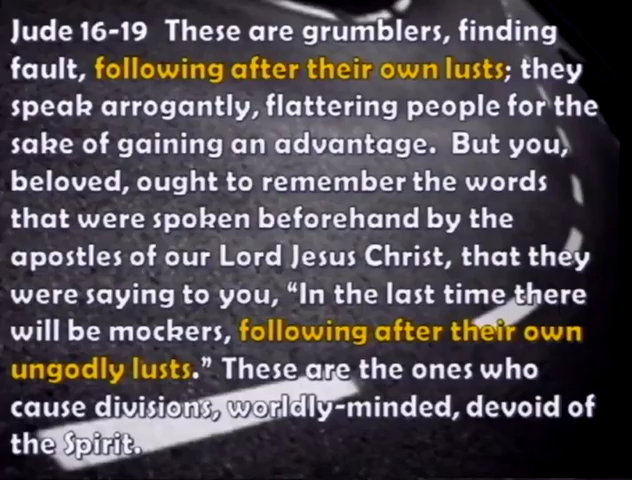 Jude 16-19 These are grumblers, finding
fault, following after their own lusts; they
speak arrogantly, flattering people for the
sake of gaining an advantage. But you,
beloved, ought to remember the words
that were spoken beforehand by the
apostles of our Lord Jesus Christ, that they
were saying to you, “In the last time there
will be mockers, following after their own
ungodly lusts.” These are the ones who
cause divisions, worldly-minded, devoid of
the Spirit.